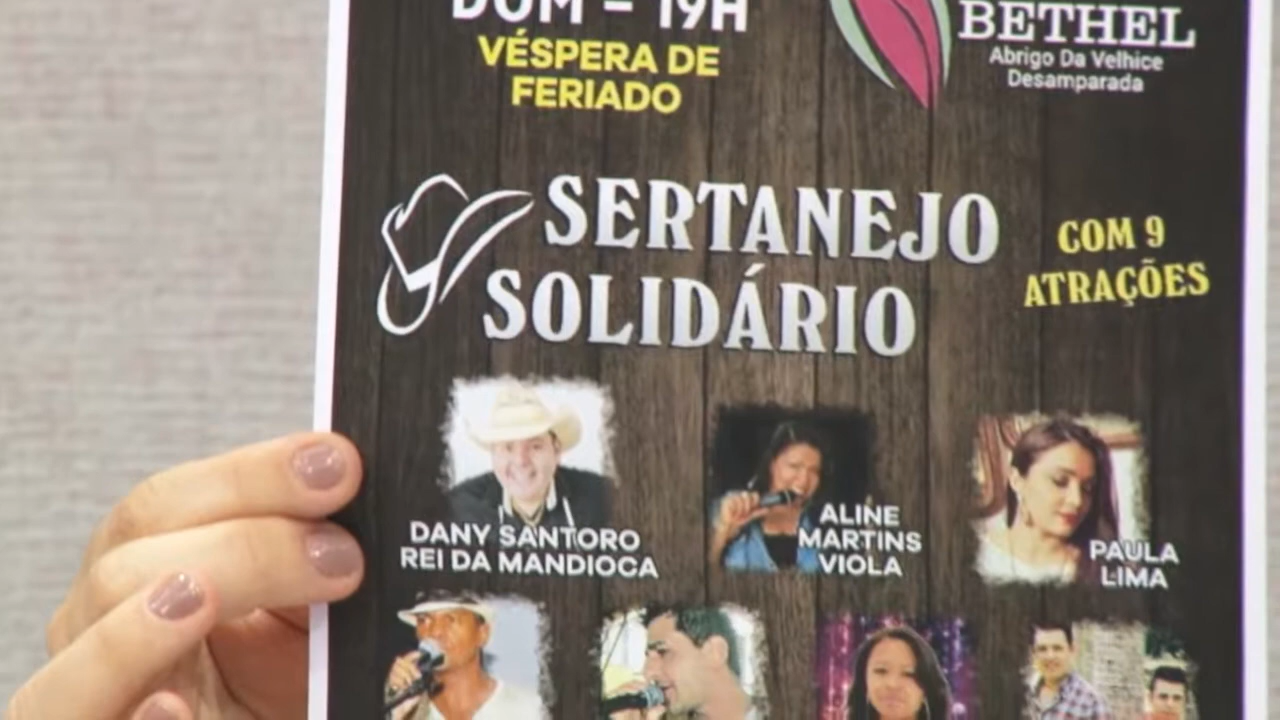 DOM - 19H
VÉSPERA DE
FERIADO
BETHEL
Abrigo Da Velhice
Desamparada
SERTANEJO
SOLIDÁRIO
COM 9
ATRAÇÕES
DANY SANTORO
REI DA MANDIOCA
ALINE
MARTINS
VIOLA
PAULA
LIMA